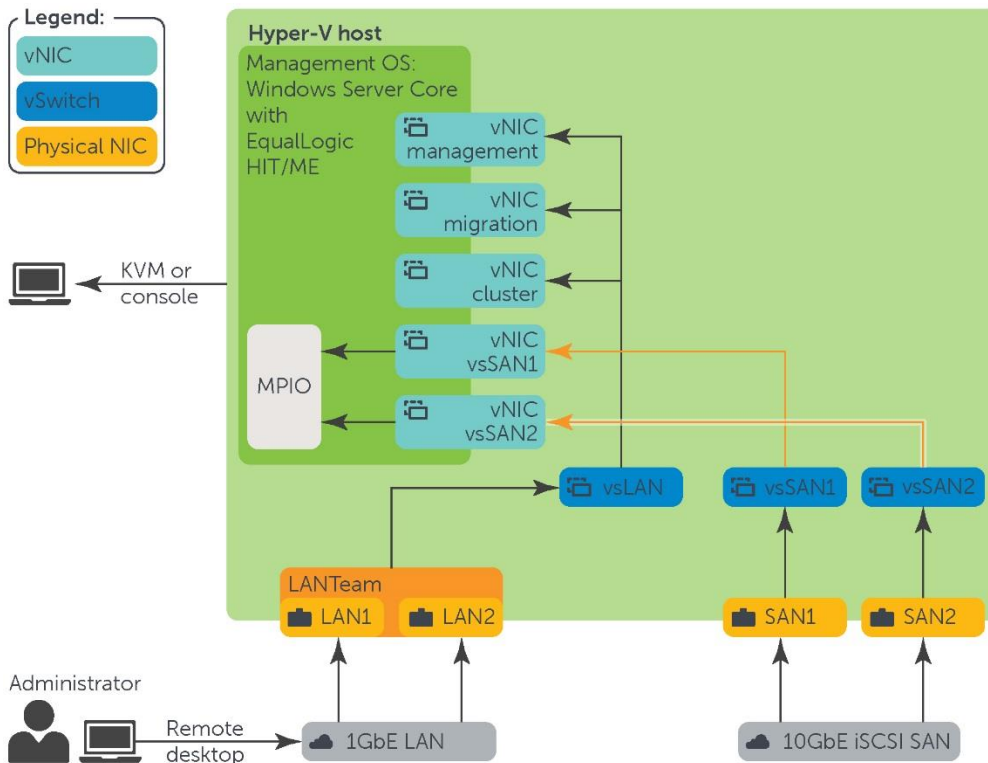 Legend:
vNIC
vSwitch
Physical NIC
Hyper-V host
Management OS:
Windows Server Core
with
EqualLogic
HIT/ME
vNIC
management
vNIC
migration
vNIC
cluster
vNIC
vsSAN1
vNIC
vsSAN2
MPIO
KVM or
console
vsLAN
vsSAN1
vsSAN2
LANTeam
LAN1
LAN2
SAN1
SAN2
Administrator
Remote
desktop
1GbE LAN
10GbE iSCSI SAN